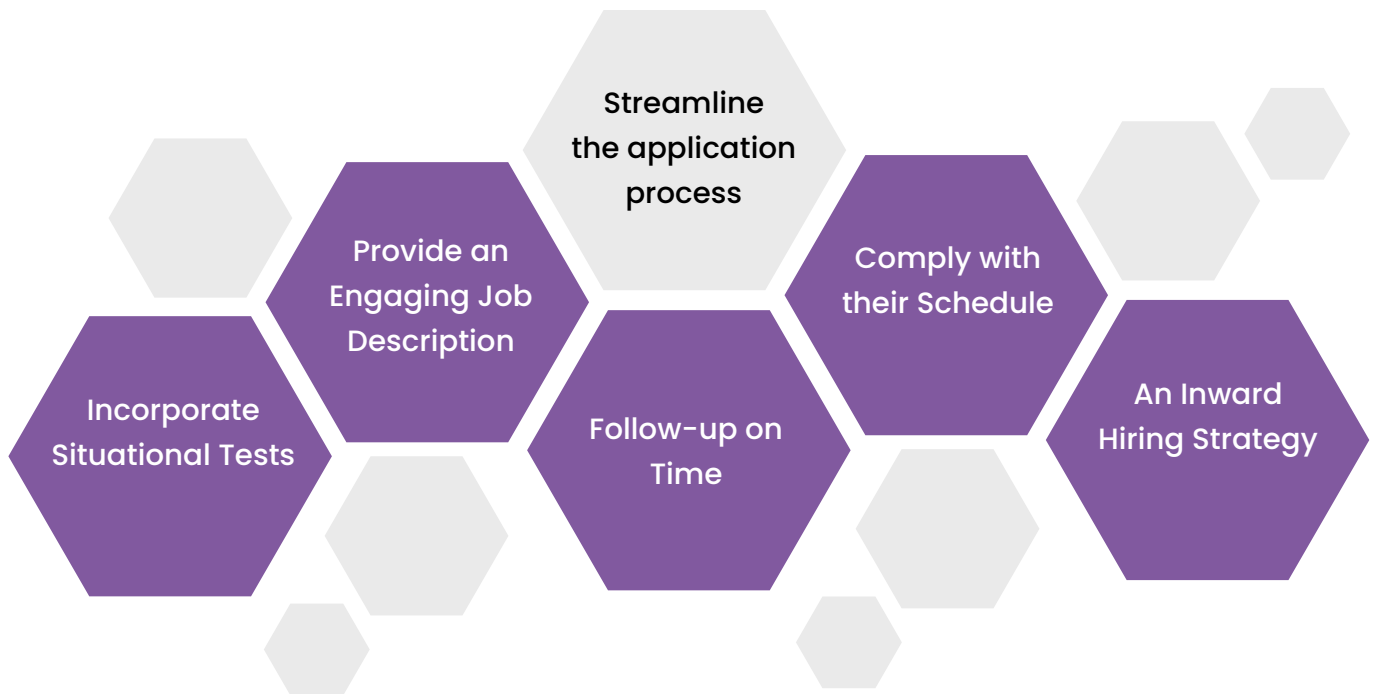 Streamline
the application
process
Provide an
Engaging Job
Description
Comply with
their Schedule
Incorporate
Situational Tests
Follow-up on
Time
An Inward
Hiring Strategy